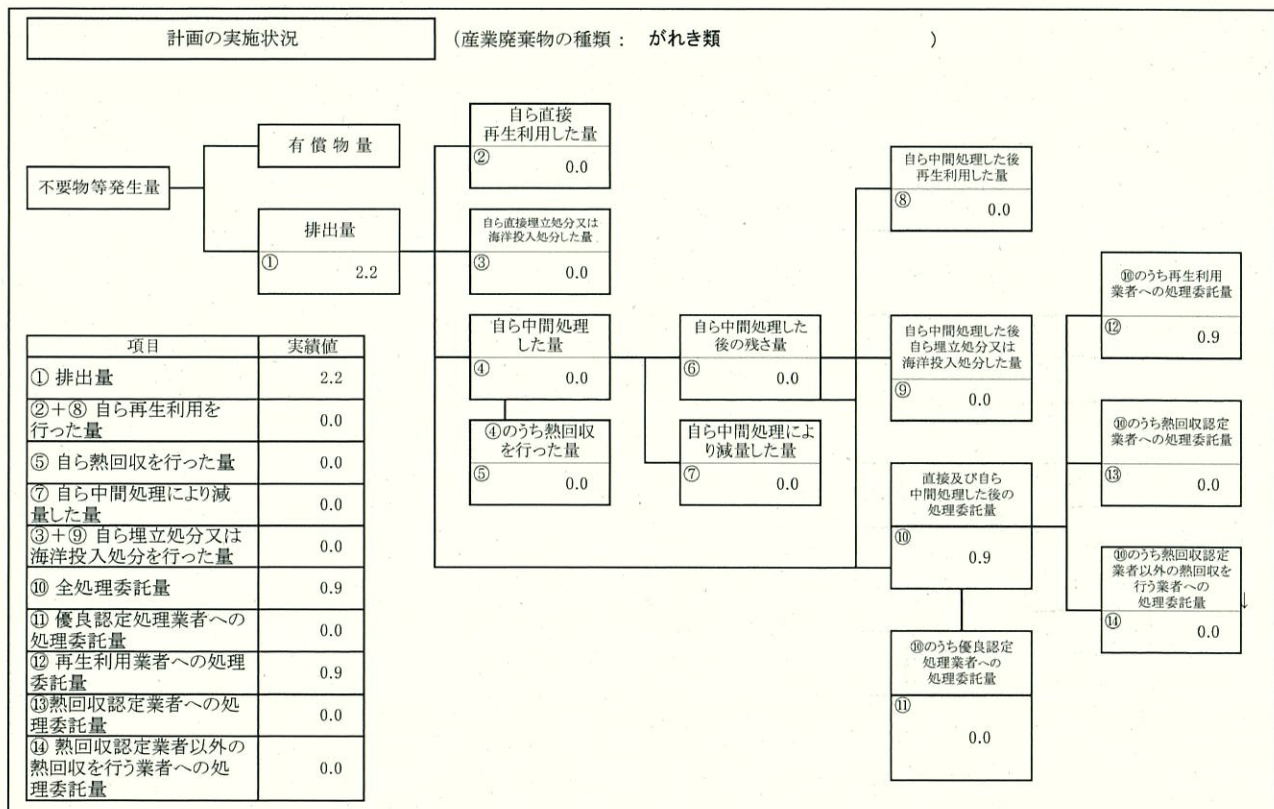 計画の実施状況
(産業廃棄物の種類： がれき類 )
不要物等発生量
有償物量
排出量
①
2.2
自ら直接
再生利用した量
②
0.0
自ら直接埋立処分又は
海洋投入処分した量
③
0.0
自ら中間処理
した量
④
0.0
④のうち熱回収
を行った量
⑤
0.0
自ら中間処理した
後の残さ量
⑥
0.0
自ら中間処理によ
り減量した量
⑦
0.0
自ら中間処理した後
再生利用した量
⑧
0.0
自ら中間処理した後
自ら埋立処分又は
海洋投入処分した量
⑨
0.0
直接及び自ら
中間処理した後の
処理委託量
⑩
0.9
⑩のうち優良認定
処理業者への
処理委託量
⑪
0.0
⑩のうち再生利用
業者への処理委託量
⑫
0.9
⑩のうち熱回収認定
業者への処理委託量
⑬
0.0
⑩のうち熱回収認定
業者以外の熱回収を
行う業者への
処理委託量
⑭
0.0
↓
項目 実績値
① 排出量 2.2
②＋⑧ 自ら再生利用を
行った量 0.0
⑤ 自ら熱回収を行った量 0.0
⑦ 自ら中間処理により減
量した量 0.0
③＋⑨ 自ら埋立処分又は
海洋投入処分を行った量 0.0
⑩ 全処理委託量 0.9
⑪ 優良認定処理業者への
処理委託量 0.0
⑫ 再生利用業者への処理
委託量 0.9
⑬熱回収認定業者への処
理委託量 0.0
⑭ 熱回収認定業者以外の
熱回収を行う業者への処
理委託量 0.0